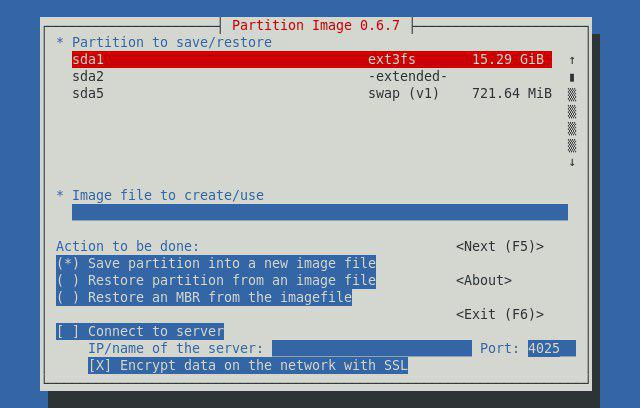 Partition Image 0.6.7
* Partition to save/restore
sda1 ext3fs 15.29 GiB ↑
sda2 -extended-
sda5 swap (v1) 721.64 MiB
↓
* Image file to create/use
Action to be done: <Next (F5)>
(*) Save partition into a new image file
( ) Restore partition from an image file <About>
( ) Restore an MBR from the imagefile
<Exit (F6)>
[ ] Connect to server
IP/name of the server: Port: 4025
[X] Encrypt data on the network with SSL